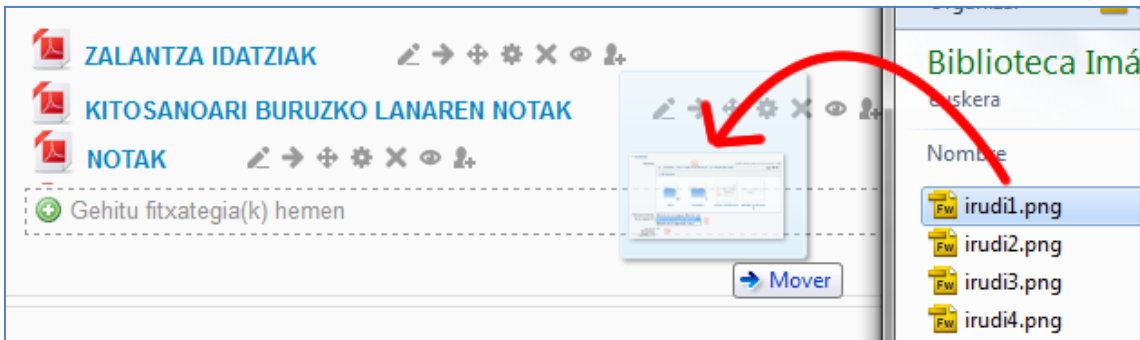 ZALANTZA IDATZIAK
KITOSANOARI BURUZKO LANAREN NOTAK
NOTAK
Gehitu fitxategia(k) hemen
Mover
Biblioteca Imá
euskera
Nombre
irudi1.png
irudi2.png
irudi3.png
irudi4.png